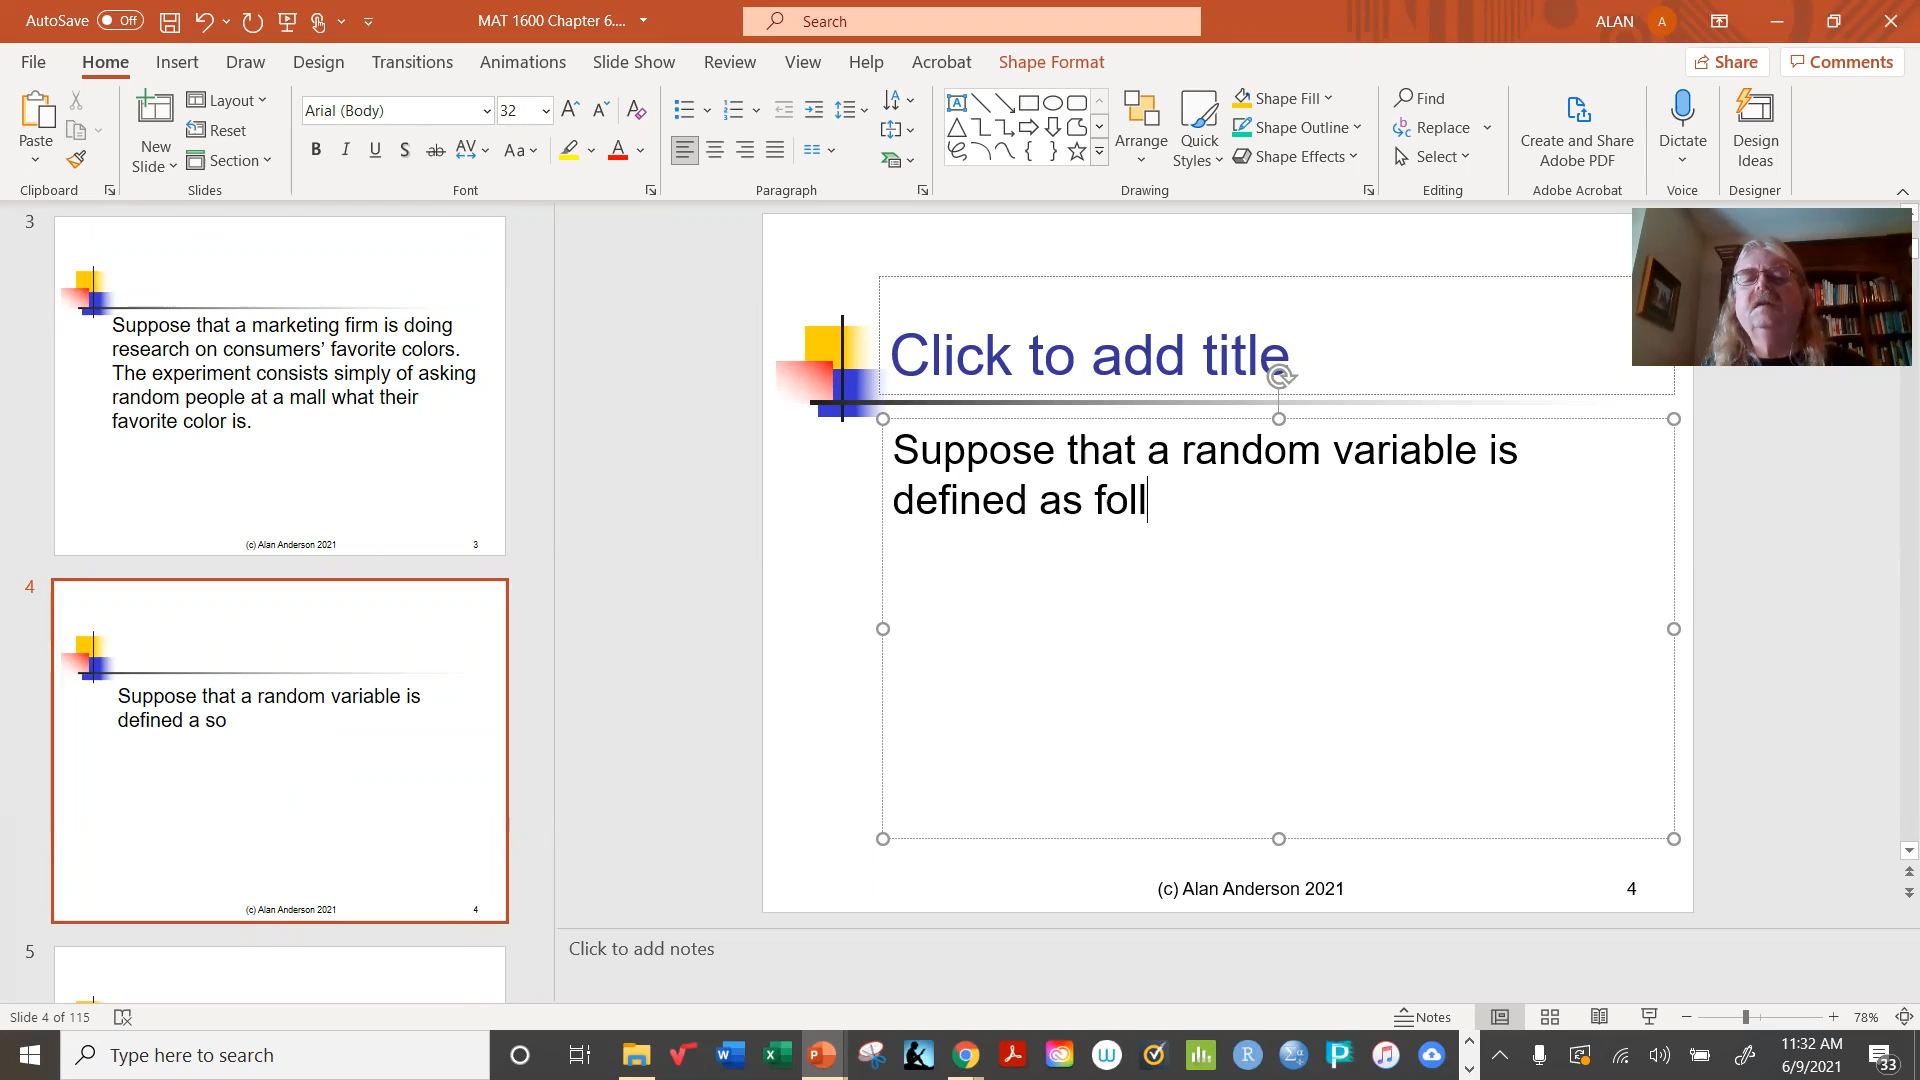 AutoSave Off
MAT 1600 Chapter 6....
Search
ALAN A
File Home Insert Draw Design Transitions Animations Slide Show Review View Help Acrobat Shape Format
Share Comments
Paste
Clipboard
New Slide
Layout
Reset
Section
Slides
Arial (Body) 32
B I U S ab AV Aa A
Font
Paragraph
Arrange
Quick Styles
Shape Fill
Shape Outline
Shape Effects
Drawing
Find
Replace
Select
Editing
Create and Share Adobe PDF
Adobe Acrobat
Dictate
Voice
Design Ideas
Designer
3
Suppose that a marketing firm is doing
research on consumers’ favorite colors.
The experiment consists simply of asking
random people at a mall what their
favorite color is.
(c) Alan Anderson 2021 3
4
Suppose that a random variable is
defined a so
(c) Alan Anderson 2021 4
5
Click to add title
Suppose that a random variable is
defined as foll
(c) Alan Anderson 2021 4
Click to add notes
Slide 4 of 115
Notes
78%
Type here to search
11:32 AM
6/9/2021
33